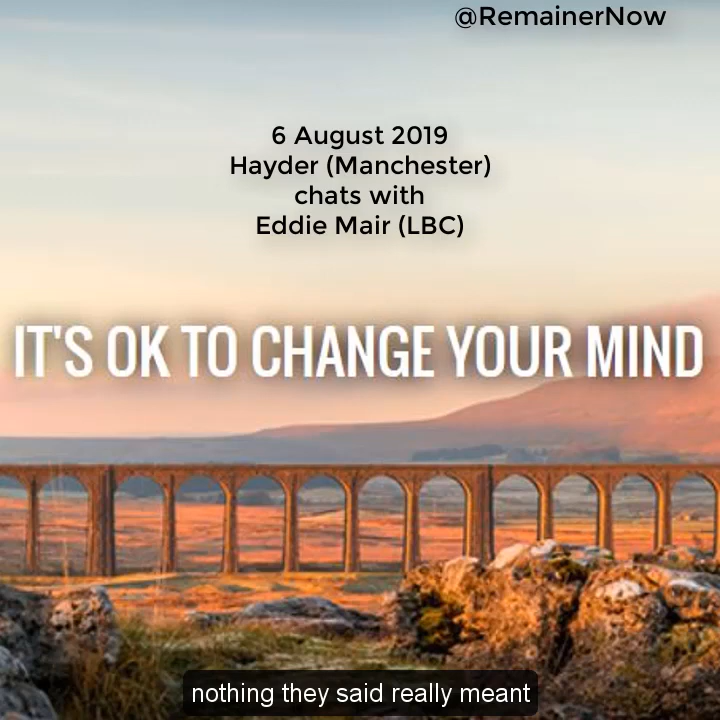 @RemainerNow
6 August 2019
Hayder (Manchester)
chats with
Eddie Mair (LBC)
IT'S OK TO CHANGE YOUR MIND
nothing they said really meant